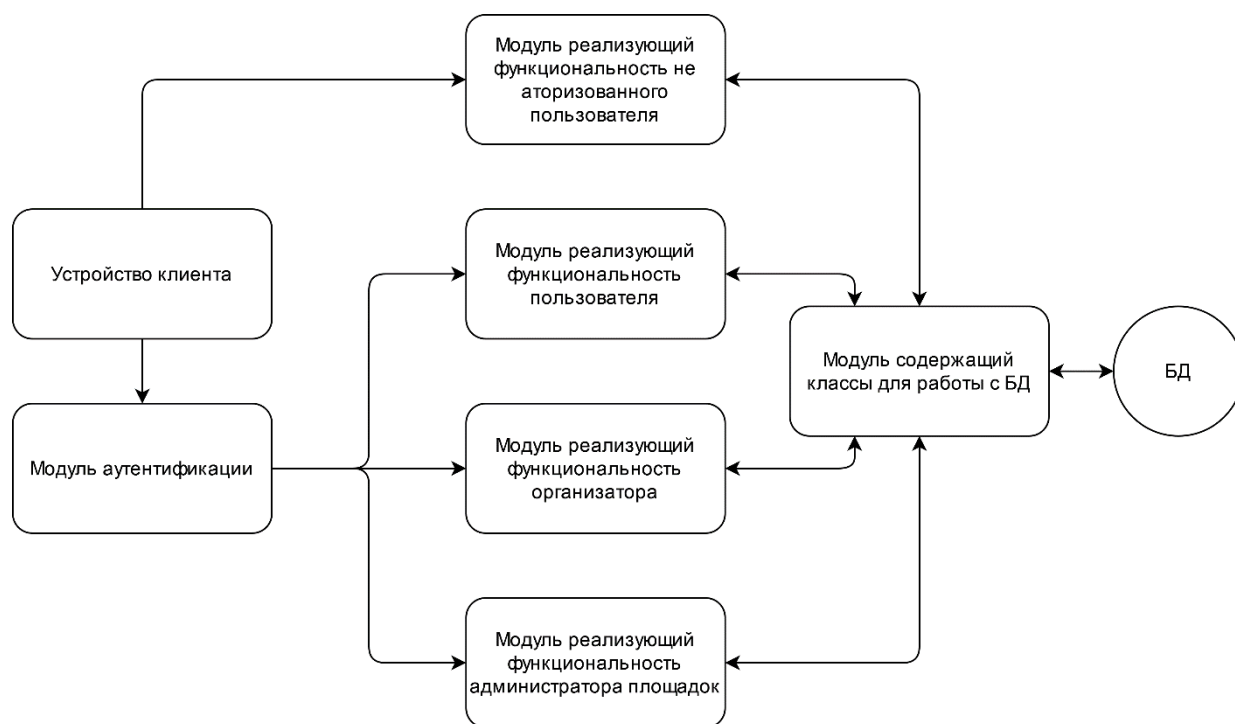 Модуль реализующий
функциональность не
аторизованного
пользователя
Устройство клиента
Модуль реализующий
функциональность
пользователя
Модуль содержащий
классы для работы с БД
БД
Модуль аутентификации
Модуль реализующий
функциональность
организатора
Модуль реализующий
функциональность
администратора площадок